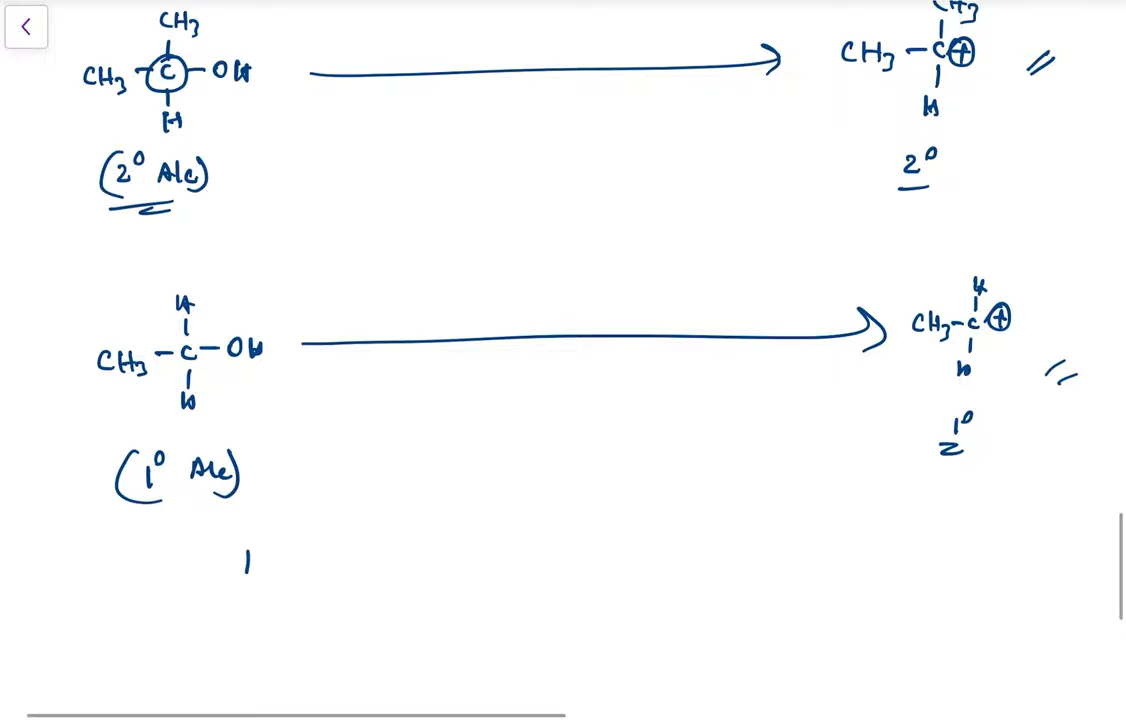 CH3 CH3
CH3 - C - OH CH3 - C ⊕
H H
(2° Alc) 2°
H H
CH3 - C - OH CH3 - C ⊕
H H
(1° Alc) 1°